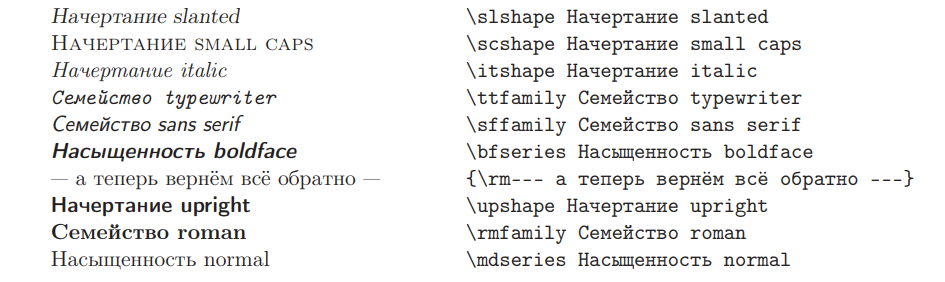 Начертание slanted \slshape Начертание slanted
Начертание small caps \scshape Начертание small caps
Начертание italic \itshape Начертание italic
Семейство typewriter \ttfamily Семейство typewriter
Семейство sans serif \sffamily Семейство sans serif
Насыщенность boldface \bfseries Насыщенность boldface
— а теперь вернём всё обратно — {\rm--- а теперь вернём всё обратно ---}
Начертание upright \upshape Начертание upright
Семейство roman \rmfamily Семейство roman
Насыщенность normal \mdseries Насыщенность normal